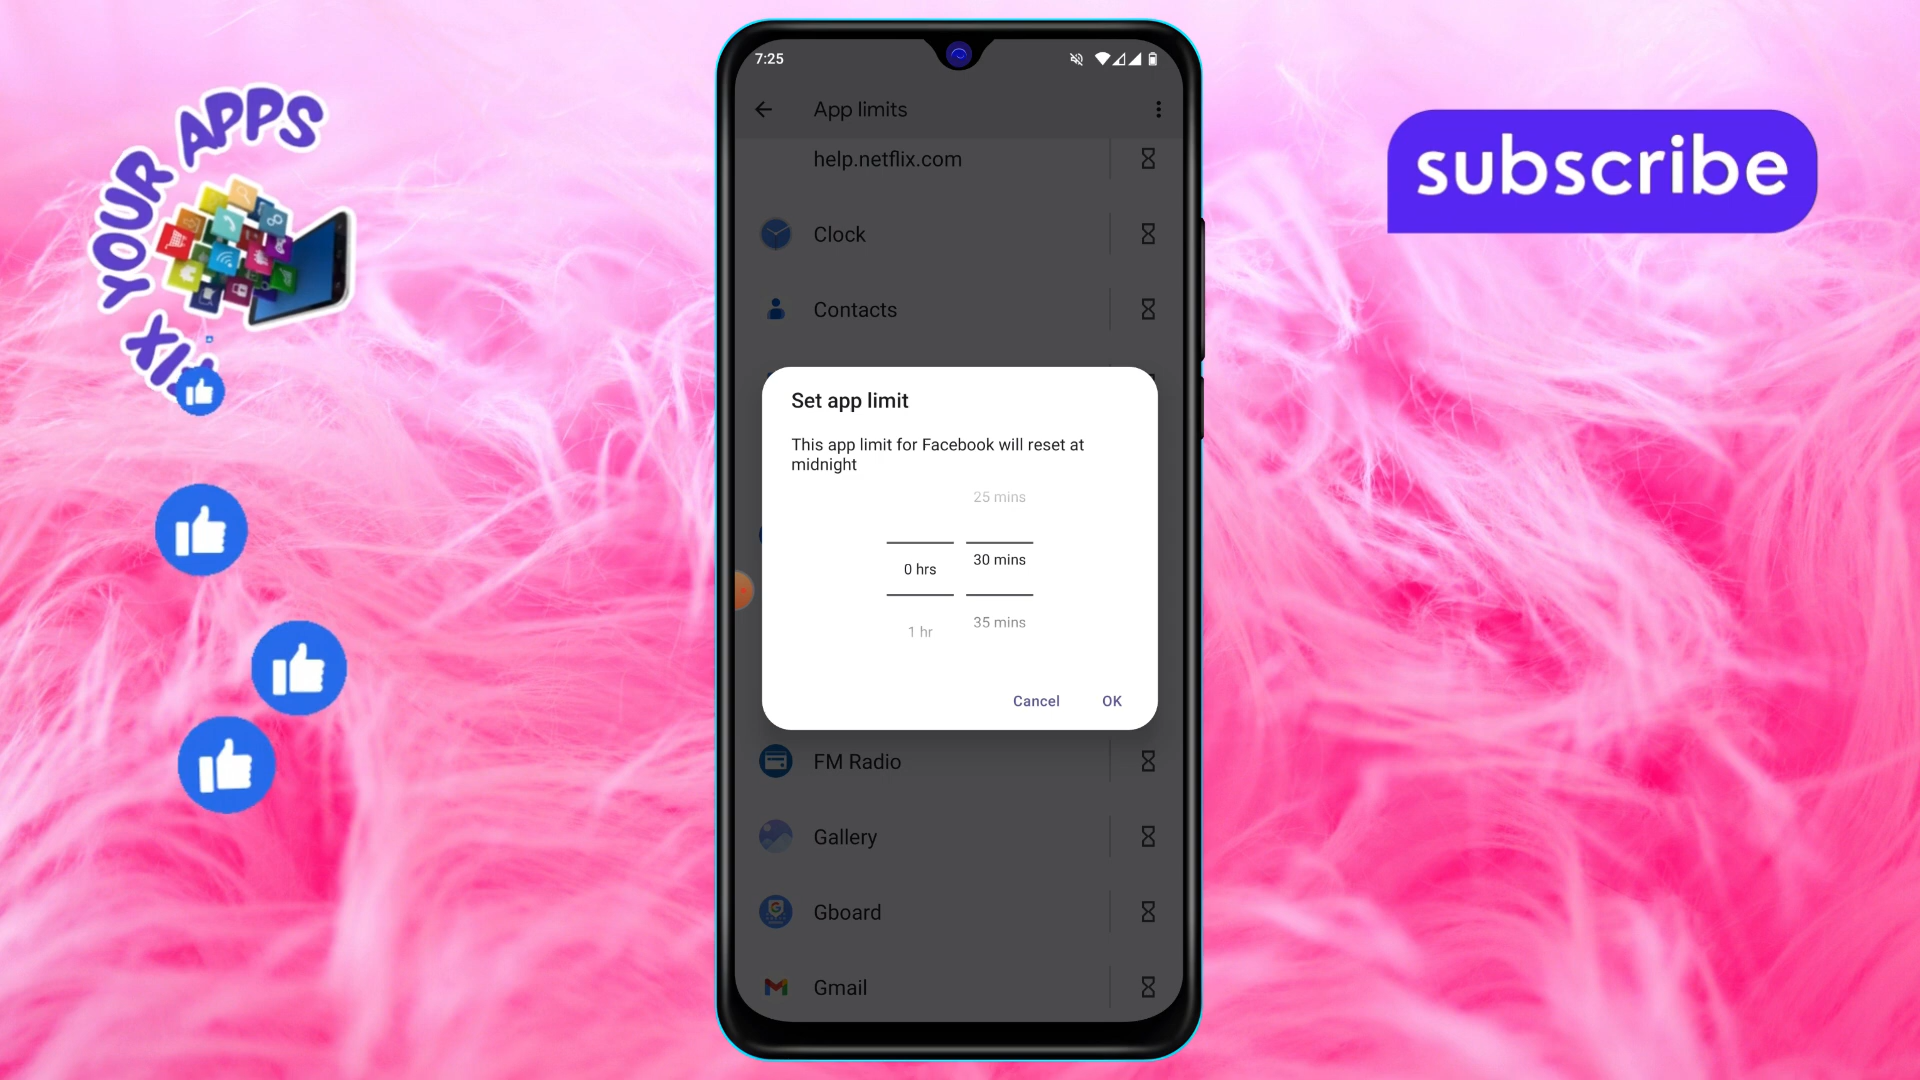 YOUR APPS
FIX
subscribe
7:25
App limits
help.netflix.com
Clock
Contacts
Set app limit
This app limit for Facebook will reset at
midnight
25 mins
0 hrs
30 mins
1 hr
35 mins
Cancel
OK
FM Radio
Gallery
Gboard
Gmail